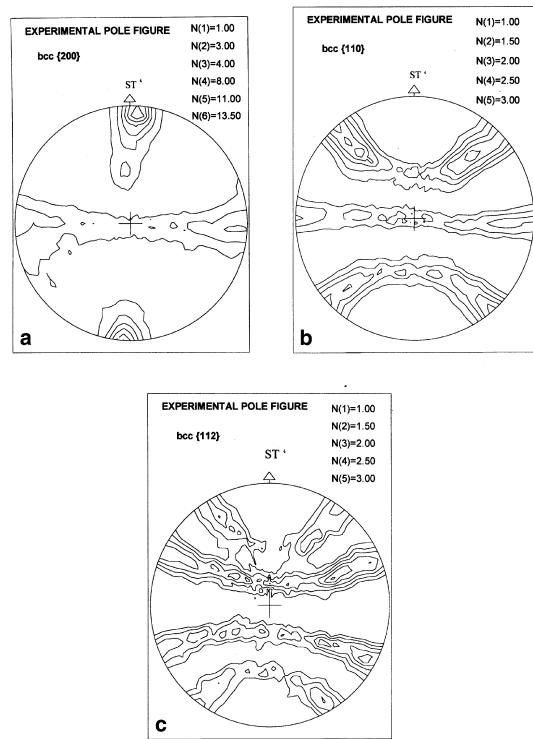 EXPERIMENTAL POLE FIGURE
bcc {200}
N(1)=1.00
N(2)=3.00
N(3)=4.00
N(4)=8.00
N(5)=11.00
N(6)=13.50
ST
a
EXPERIMENTAL POLE FIGURE
bcc {110}
N(1)=1.00
N(2)=1.50
N(3)=2.00
N(4)=2.50
N(5)=3.00
ST
b
EXPERIMENTAL POLE FIGURE
bcc {112}
N(1)=1.00
N(2)=1.50
N(3)=2.00
N(4)=2.50
N(5)=3.00
ST
c